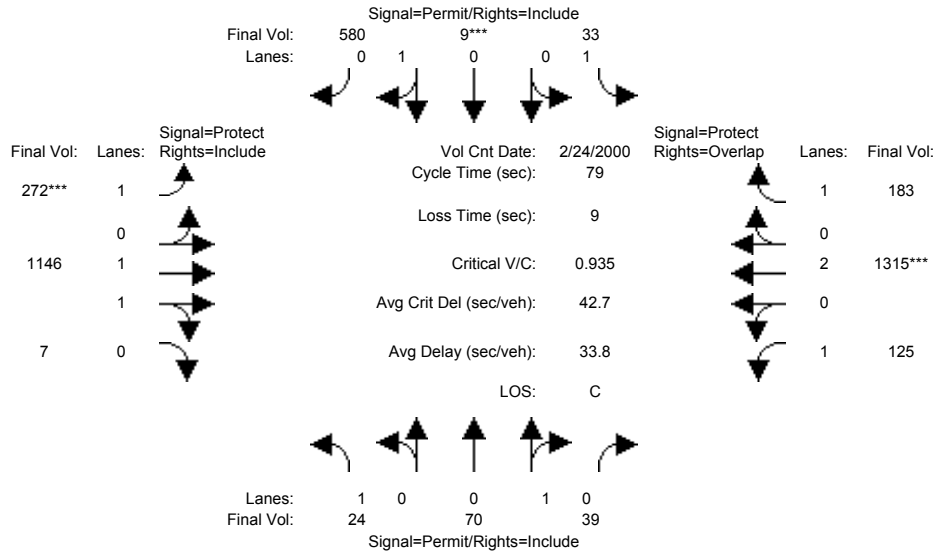 Signal=Permit/Rights=Include
Final Vol: 580 9*** 33
Lanes: 0 1 0 0 1
Signal=Protect Signal=Protect
Final Vol: Lanes: Rights=Include Vol Cnt Date: 2/24/2000 Rights=Overlap Lanes: Final Vol:
Cycle Time (sec): 79
272*** 1 1 183
Loss Time (sec): 9
0 0
1146 1 Critical V/C: 0.935 2 1315***
1 Avg Crit Del (sec/veh): 42.7 0
7 0 Avg Delay (sec/veh): 33.8 1 125
LOS: C
Lanes: 1 0 0 1 0
Final Vol: 24 70 39
Signal=Permit/Rights=Include